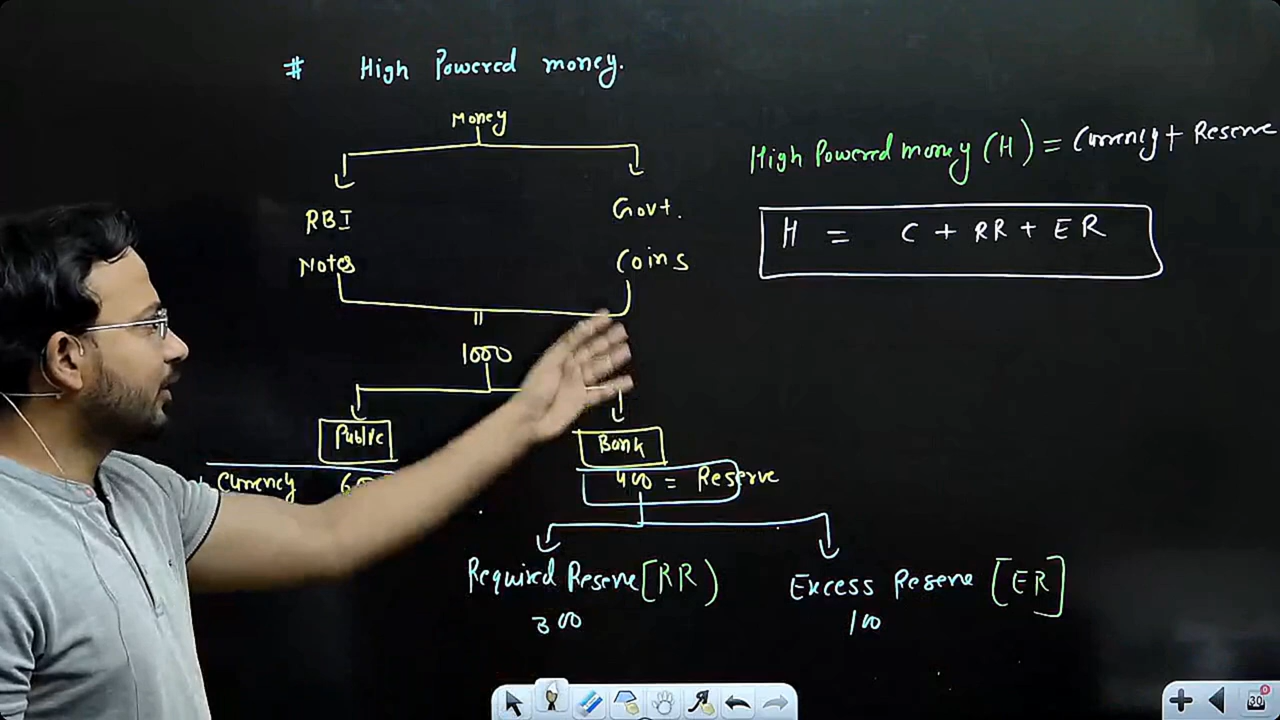 # High Powered money.
Money
High Powered money (H) = Currency + Reserve
RBI Govt.
H = C + RR + ER
Notes Coins
1000
Public Bank
Currency 400 = Reserve
Required Reserve [RR) Excess Reserve [ER]
300 100
30